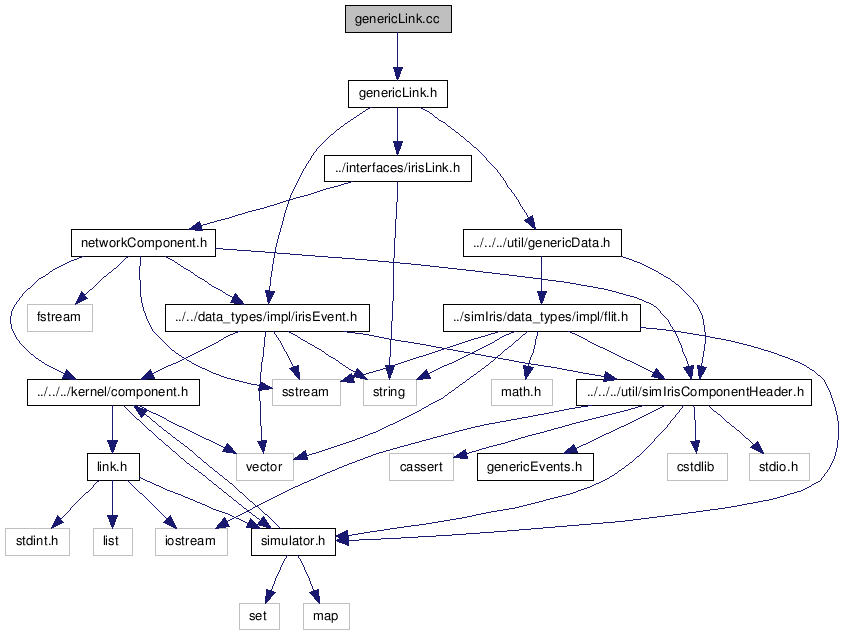 genericLink.cc
genericLink.h
../interfaces/irisLink.h
networkComponent.h
../../../util/genericData.h
fstream
../../data_types/impl/irisEvent.h
../simIris/data_types/impl/flit.h
../../../kernel/component.h
sstream
string
math.h
../../../util/simIrisComponentHeader.h
link.h
vector
cassert
genericEvents.h
cstdlib
stdio.h
stdint.h
list
iostream
simulator.h
set
map